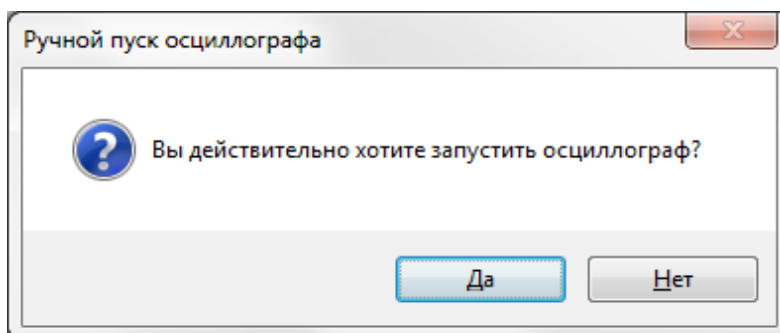 Ручной пуск осциллографа
Вы действительно хотите запустить осциллограф?
Да
Нет